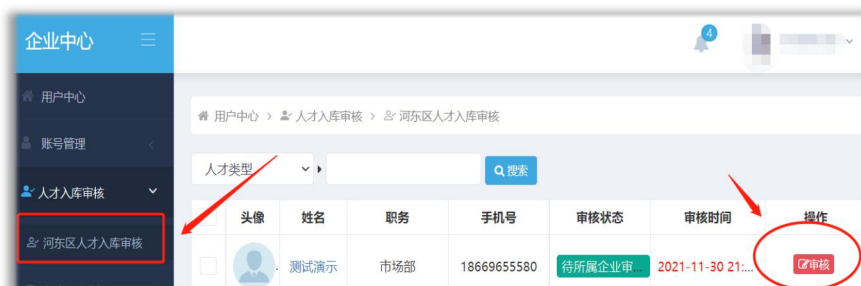 企业中心
4
用户中心
用户中心 > 人才入库审核 > 河东区人才入库审核
账号管理
人才类型
搜索
人才入库审核
头像 姓名 职务 手机号 审核状态 审核时间 操作
河东区人才入库审核
测试演示 市场部 18669655580 待所属企业审... 2021-11-30 21:... 审核